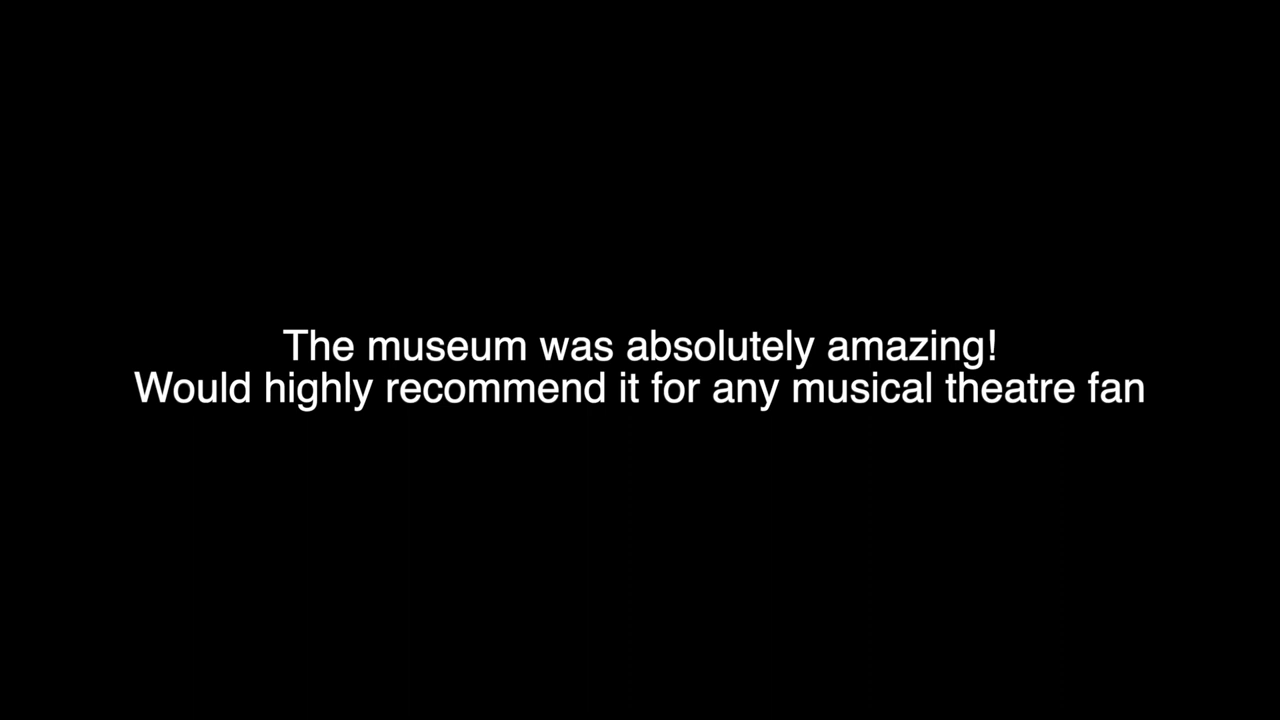 The museum was absolutely amazing!
Would highly recommend it for any musical theatre fan